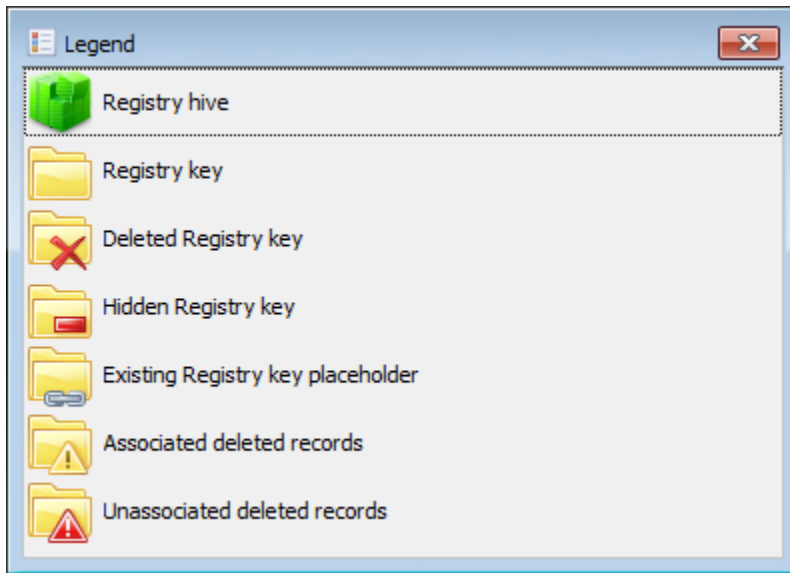 Legend
Registry hive
Registry key
Deleted Registry key
Hidden Registry key
Existing Registry key placeholder
Associated deleted records
Unassociated deleted records